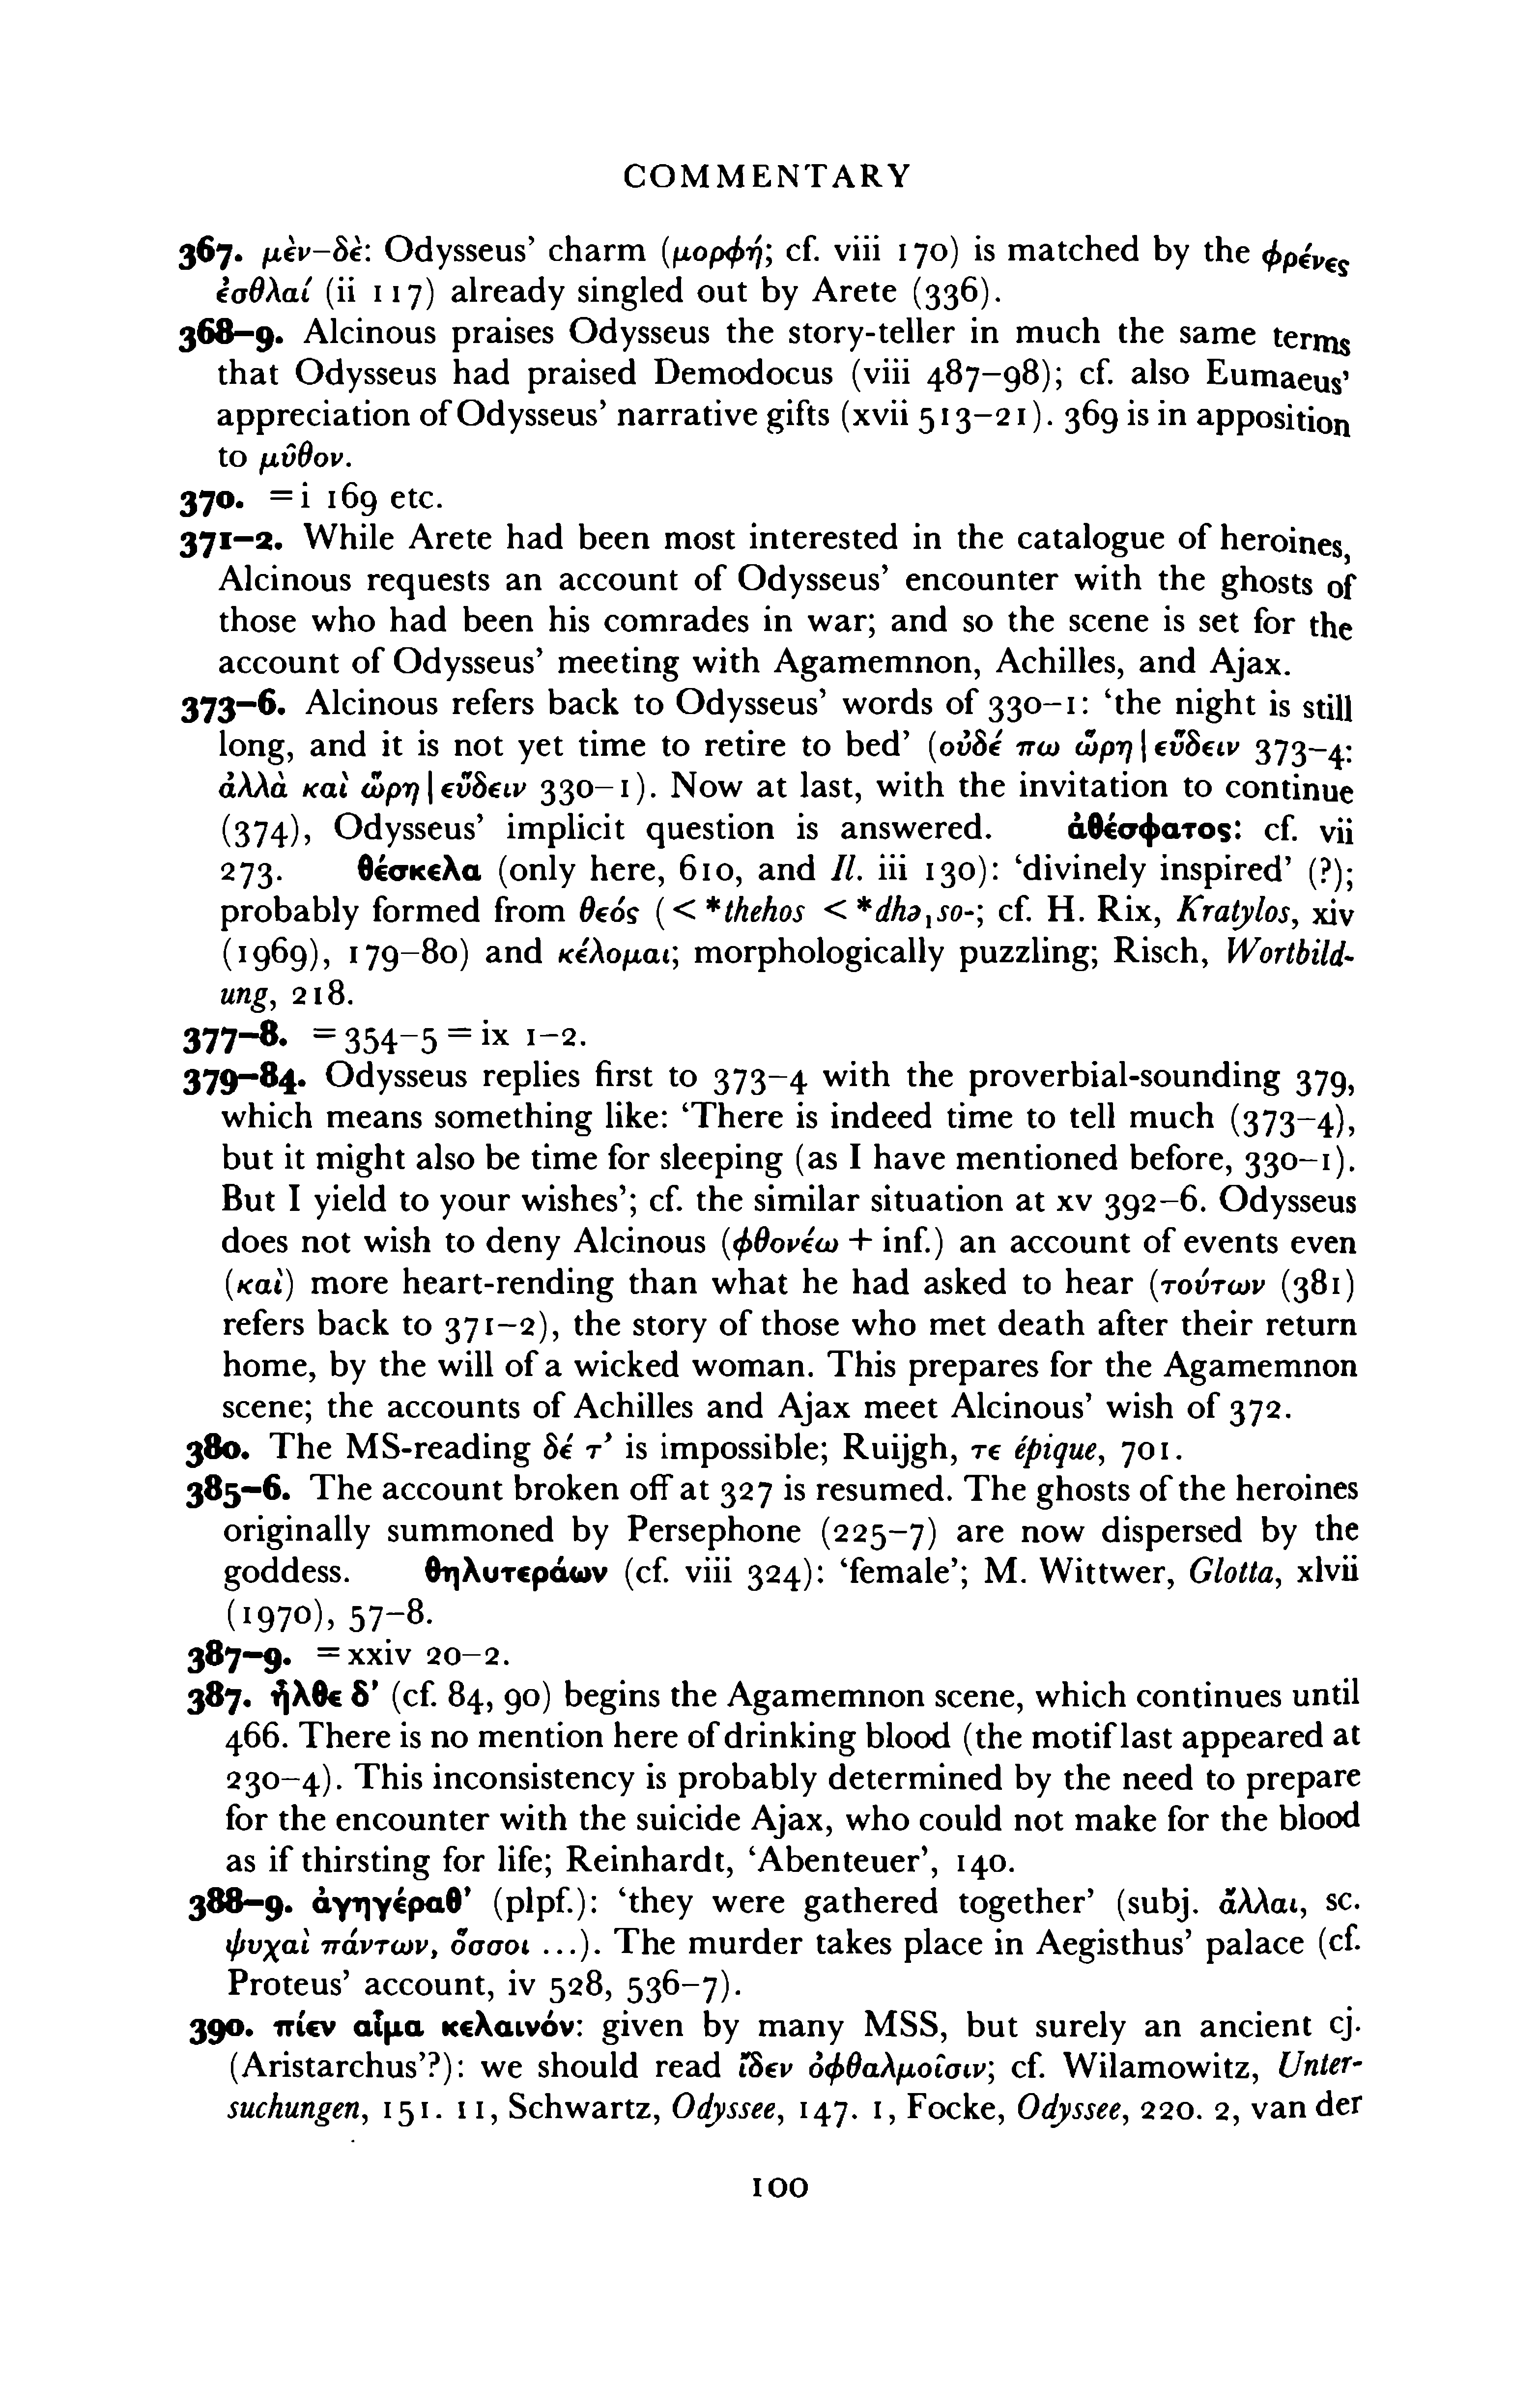 COMMENTARY
367. μὲν–δὲ: Odysseus’ charm (μορφή; cf. viii 170) is matched by the φρένες
ἐσθλαί (ii 117) already singled out by Arete (336).
368–9. Alcinous praises Odysseus the story-teller in much the same terms
that Odysseus had praised Demodocus (viii 487–98); cf. also Eumaeus’
appreciation of Odysseus’ narrative gifts (xvii 513–21). 369 is in apposition
to μῦθον.
370. = i 169 etc.
371–2. While Arete had been most interested in the catalogue of heroines,
Alcinous requests an account of Odysseus’ encounter with the ghosts of
those who had been his comrades in war; and so the scene is set for the
account of Odysseus’ meeting with Agamemnon, Achilles, and Ajax.
373–6. Alcinous refers back to Odysseus’ words of 330–1: ‘the night is still
long, and it is not yet time to retire to bed’ (οὐδέ πω ὥρη | εὕδειν 373–4:
ἀλλὰ καὶ ὥρη | εὕδειν 330–1). Now at last, with the invitation to continue
(374), Odysseus’ implicit question is answered. ἀθέσφατος: cf. vii
273. θέσκελα (only here, 610, and Il. iii 130): ‘divinely inspired’ (?);
probably formed from θεός (< *thehos < *dhə₁so-; cf. H. Rix, Kratylos, xiv
(1969), 179–80) and κέλομαι; morphologically puzzling; Risch, Wortbild-
ung, 218.
377–8. = 354–5 = ix 1–2.
379–84. Odysseus replies first to 373–4 with the proverbial-sounding 379,
which means something like: ‘There is indeed time to tell much (373–4),
but it might also be time for sleeping (as I have mentioned before, 330–1).
But I yield to your wishes’; cf. the similar situation at xv 392–6. Odysseus
does not wish to deny Alcinous (φθονέω + inf.) an account of events even
(καὶ) more heart-rending than what he had asked to hear (τούτων (381)
refers back to 371–2), the story of those who met death after their return
home, by the will of a wicked woman. This prepares for the Agamemnon
scene; the accounts of Achilles and Ajax meet Alcinous’ wish of 372.
380. The MS-reading δέ τ’ is impossible; Ruijgh, τε épique, 701.
385–6. The account broken off at 327 is resumed. The ghosts of the heroines
originally summoned by Persephone (225–7) are now dispersed by the
goddess. θηλυτεράων (cf. viii 324): ‘female’; M. Wittwer, Glotta, xlvii
(1970), 57–8.
387–9. = xxiv 20–2.
387. ἦλθε δ’ (cf. 84, 90) begins the Agamemnon scene, which continues until
466. There is no mention here of drinking blood (the motif last appeared at
230–4). This inconsistency is probably determined by the need to prepare
for the encounter with the suicide Ajax, who could not make for the blood
as if thirsting for life; Reinhardt, ‘Abenteuer’, 140.
388–9. ἀγηγέραθ’ (plpf.): ‘they were gathered together’ (subj. ἄλλαι, sc.
ψυχαὶ πάντων, ὅσσοι ...). The murder takes place in Aegisthus’ palace (cf.
Proteus’ account, iv 528, 536–7).
390. πίεν αἷμα κελαινόν: given by many MSS, but surely an ancient cj.
(Aristarchus’?): we should read ἴδεν ὀφθαλμοῖσιν; cf. Wilamowitz, Unter-
suchungen, 151. 11, Schwartz, Odyssee, 147. 1, Focke, Odyssee, 220. 2, van der
100